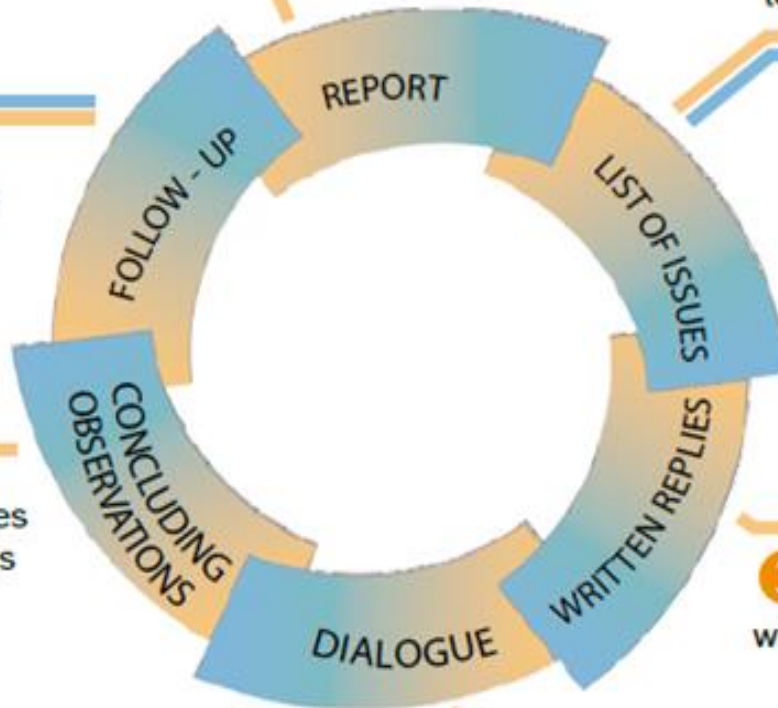 REPORT
LIST OF ISSUES
WRITTEN REPLIES
DIALOGUE
CONCLUDING
OBSERVATIONS
FOLLOW - UP